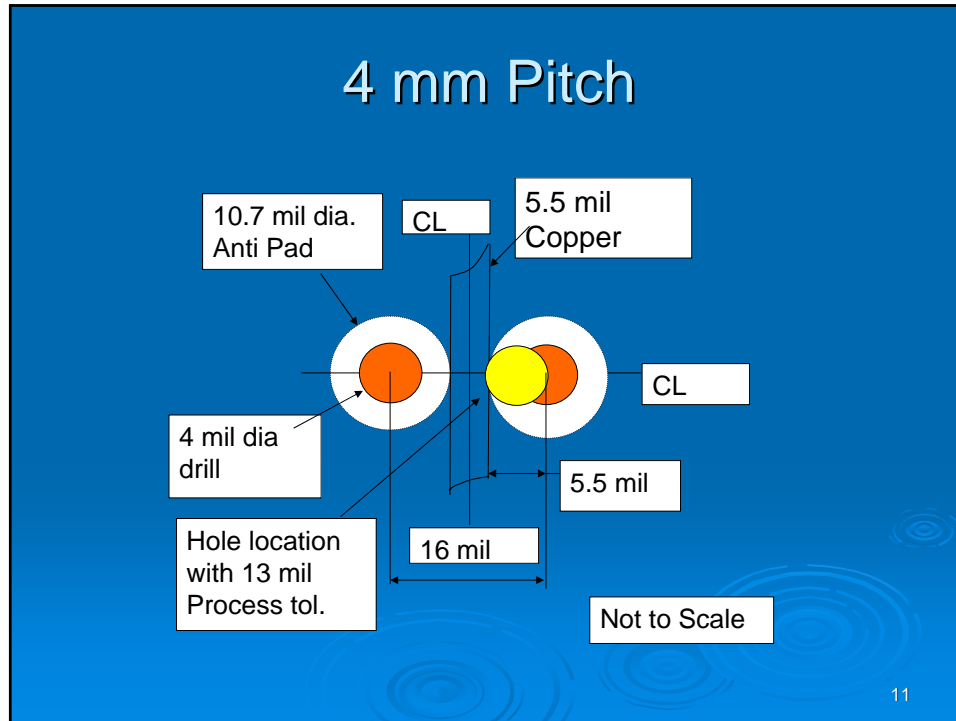 4 mm Pitch
10.7 mil dia.
Anti Pad
CL
5.5 mil
Copper
CL
4 mil dia
drill
5.5 mil
Hole location
with 13 mil
Process tol.
16 mil
Not to Scale
11